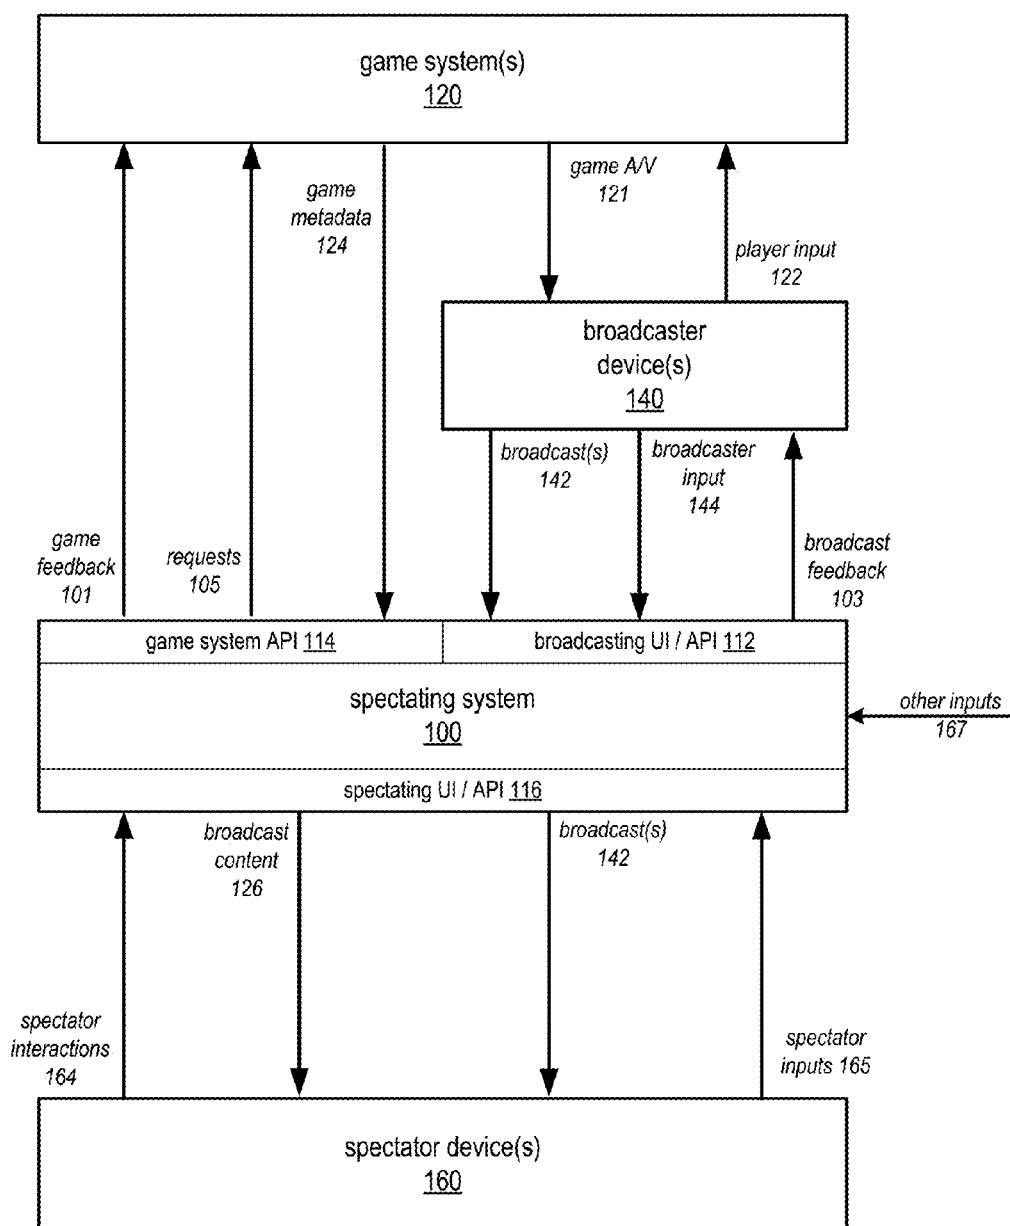 game system(s)
120
game A/V
121
game
metadata
124
player input
122
broadcaster
device(s)
140
broadcast(s)
142
broadcaster
input
144
game
feedback
101
requests
105
broadcast
feedback
103
game system API 114
broadcasting UI / API 112
spectating system
100
other inputs
167
spectating UI / API 116
broadcast
content
126
broadcast(s)
142
spectator
interactions
164
spectator
inputs 165
spectator device(s)
160